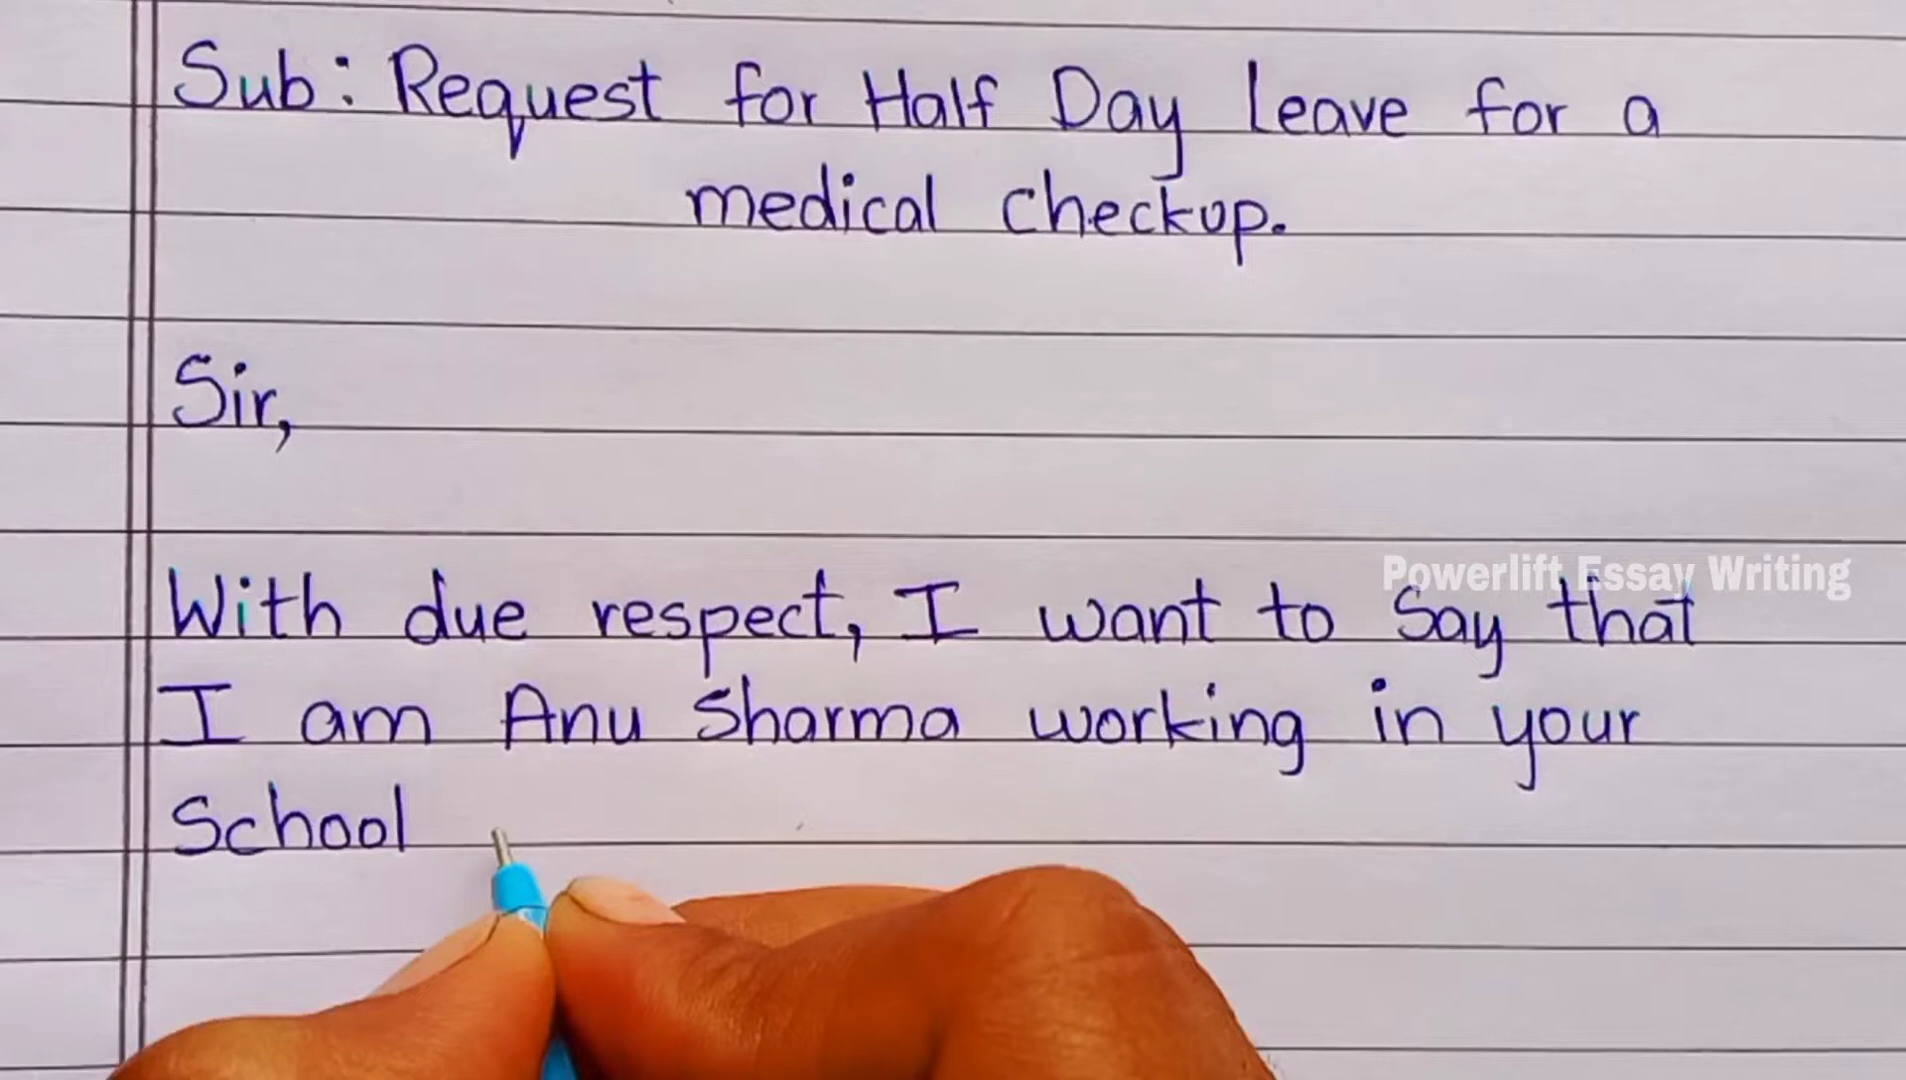 Sub: Request for Half Day Leave for a
medical checkup.
Sir,
Powerlift Essay Writing
With due respect, I want to Say that
I am Anu Sharma working in your
School